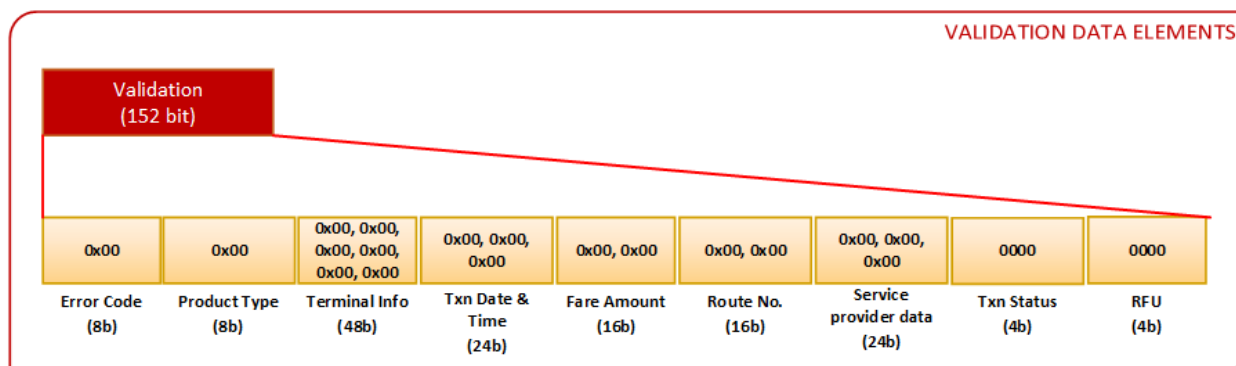 VALIDATION DATA ELEMENTS
Validation
(152 bit)
0x00
0x00
0x00, 0x00,
0x00, 0x00,
0x00, 0x00
0x00, 0x00,
0x00
0x00, 0x00
0x00, 0x00
0x00, 0x00,
0x00
0000
0000
Error Code
(8b)
Product Type
(8b)
Terminal Info
(48b)
Txn Date &
Time
(24b)
Fare Amount
(16b)
Route No.
(16b)
Service
provider data
(24b)
Txn Status
(4b)
RFU
(4b)